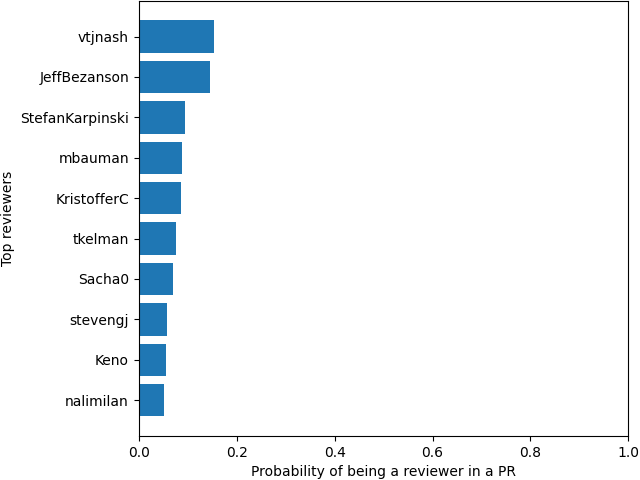 vtjnash
JeffBezanson
StefanKarpinski
mbauman
KristofferC
tkelman
Sacha0
stevengj
Keno
nalimilan
Top reviewers
0.0 0.2 0.4 0.6 0.8 1.0
Probability of being a reviewer in a PR